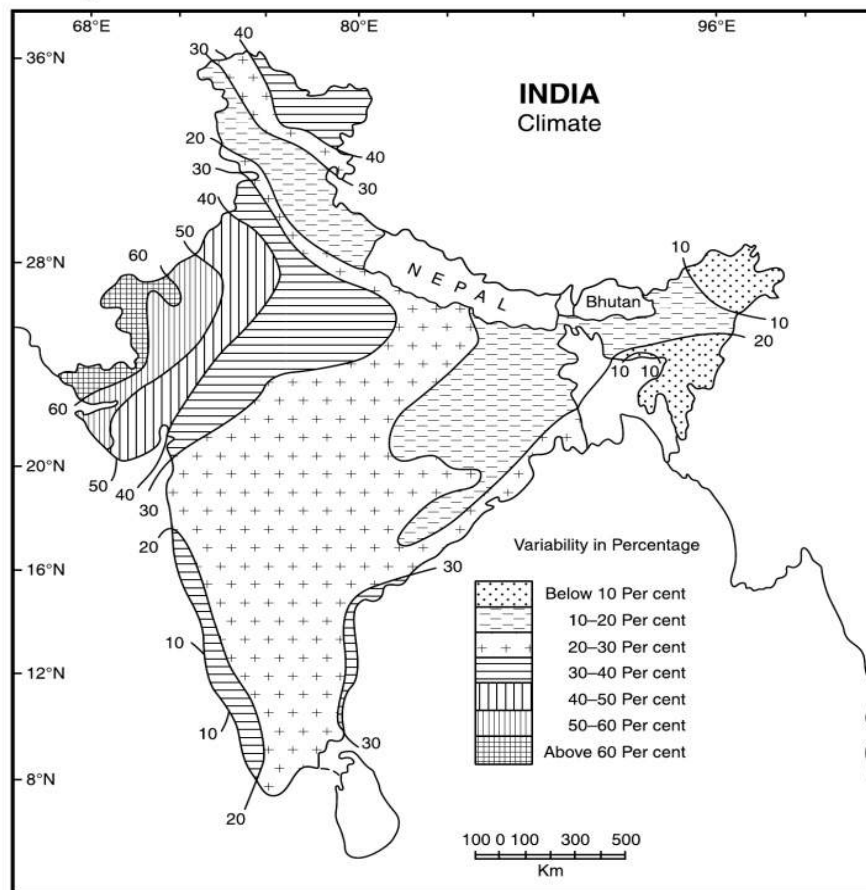 68°E 80°E 96°E
36°N
28°N
20°N
16°N
12°N
8°N
INDIA
Climate
30
40
20
30
40
50
60
40
30
NEPAL
Bhutan
10
10
20
10 10
60
50
40
30
20
30
10
10
30
20
Variability in Percentage
Below 10 Per cent
10–20 Per cent
20–30 Per cent
30–40 Per cent
40–50 Per cent
50–60 Per cent
Above 60 Per cent
100 0 100 300 500
Km